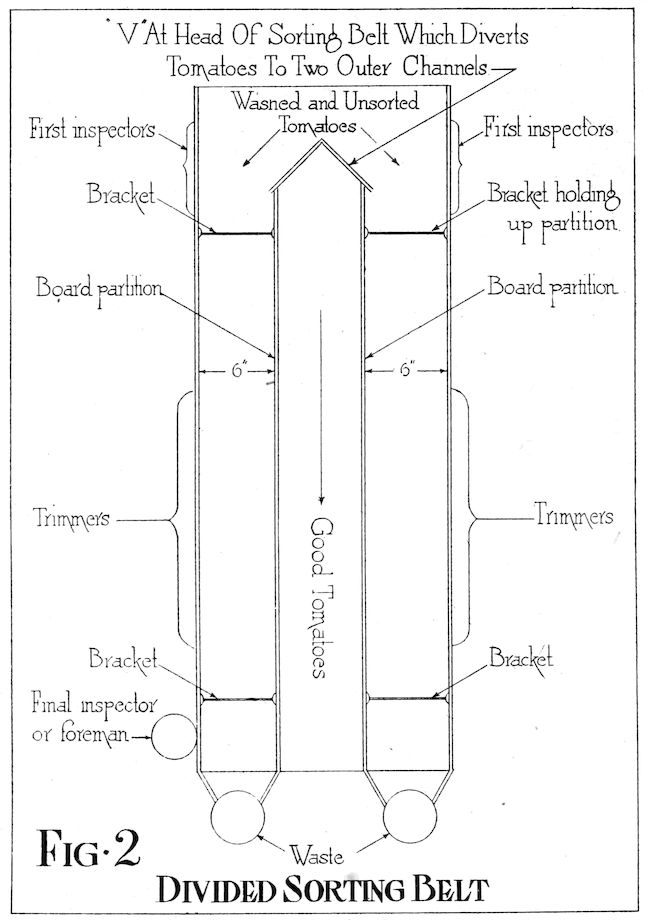 "V" At Head Of Sorting Belt Which Diverts
Tomatoes To Two Outer Channels
Washed and Unsorted
Tomatoes
First inspectors
First inspectors
Bracket
Bracket holding
up partition
Board partition
Board partition
6"
6"
Trimmers
Trimmers
Good Tomatoes
Bracket
Bracket
Final inspector
or foreman
Waste
FIG·2
DIVIDED SORTING BELT